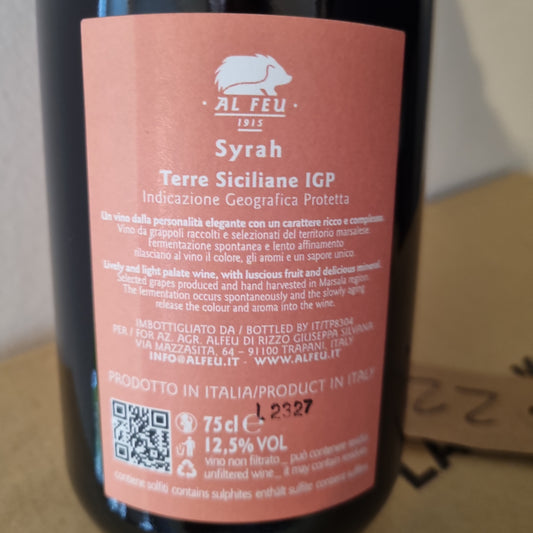 · AL FEU ·
1915
Syrah
Terre Siciliane IGP
Indicazione Geografica Protetta
Un vino dalla personalità elegante con un carattere ricco e complesso.
Vino da grappoli raccolti e selezionati del territorio marsalese.
fermentazione spontanea e lento affinamento
rilasciano al vino il colore, gli aromi e un sapore unico.
Lively and light palate wine, with luscious fruit and delicious mineral.
Selected grapes produced and hand harvested in Marsala region.
The fermentation occurs spontaneously and the slowly aging
release the colour and aroma into the wine.
IMBOTTIGLIATO DA / BOTTLED BY IT/TP8304
PER / FOR AZ. AGR. ALFEU DI RIZZO GIUSEPPA SILVANA
VIA MAZZASITA, 64 – 91100 TRAPANI, ITALY
INFO@ALFEU.IT - WWW.ALFEU.IT
PRODOTTO IN ITALIA/PRODUCT IN ITALY
L 2327
75cl e
12,5% VOL
vino non filtrato _ può contenere residui
unfiltered wine _ it may contain residues
contiene solfiti contains sulphites enthält sulfite contient sulfites
22